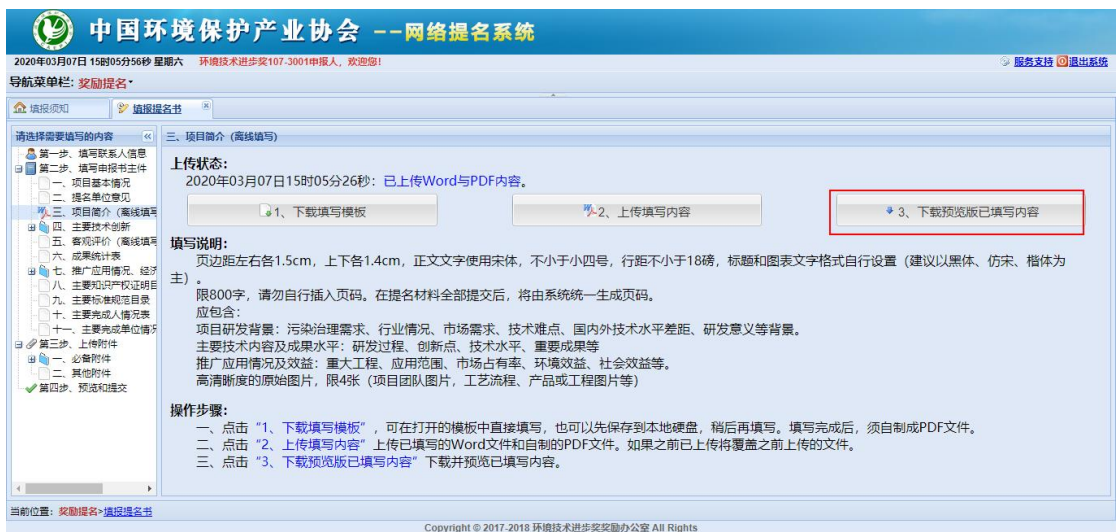 中国环境保护产业协会 --网络提名系统
2020年03月07日 15时05分56秒 星期六 环境技术进步奖107-3001申报人，欢迎您!
服务支持 退出系统
导航菜单栏: 奖励提名
填报须知 填报提名书
请选择需要填写的内容
第一步、填写联系人信息
第二步、填写申报书主件
一、项目基本情况
二、提名单位意见
三、项目简介（离线填写
四、主要技术创新
五、客观评价（离线填写
六、成果统计表
七、推广应用情况、经济
八、主要知识产权证明目
九、主要标准规范目录
十、主要完成人情况表
十一、主要完成单位情况
第三步、上传附件
一、必备附件
二、其他附件
第四步、预览和提交
三、项目简介（离线填写）
上传状态：
2020年03月07日15时05分26秒：已上传Word与PDF内容。
1、下载填写模板
2、上传填写内容
3、下载预览版已填写内容
填写说明：
页边距左右各1.5cm，上下各1.4cm，正文文字使用宋体，不小于小四号，行距不小于18磅，标题和图表文字格式自行设置（建议以黑体、仿宋、楷体为
主）。
限800字，请勿自行插入页码。在提名材料全部提交后，将由系统统一生成页码。
应包含：
项目研发背景：污染治理需求、行业情况、市场需求、技术难点、国内外技术水平差距、研发意义等背景。
主要技术内容及成果水平：研发过程、创新点、技术水平、重要成果等
推广应用情况及效益：重大工程、应用范围、市场占有率、环境效益、社会效益等。
高清晰度的原始图片，限4张（项目团队图片，工艺流程、产品或工程图片等）
操作步骤：
一、点击“1、下载填写模板”，可在打开的模板中直接填写，也可以先保存到本地硬盘，稍后再填写。填写完成后，须自制成PDF文件。
二、点击“2、上传填写内容”上传已填写的Word文件和自制的PDF文件。如果之前已上传将覆盖之前上传的文件。
三、点击“3、下载预览版已填写内容”下载并预览已填写内容。
当前位置：奖励提名>填报提名书
Copyright © 2017-2018 环境技术进步奖奖励办公室 All Rights